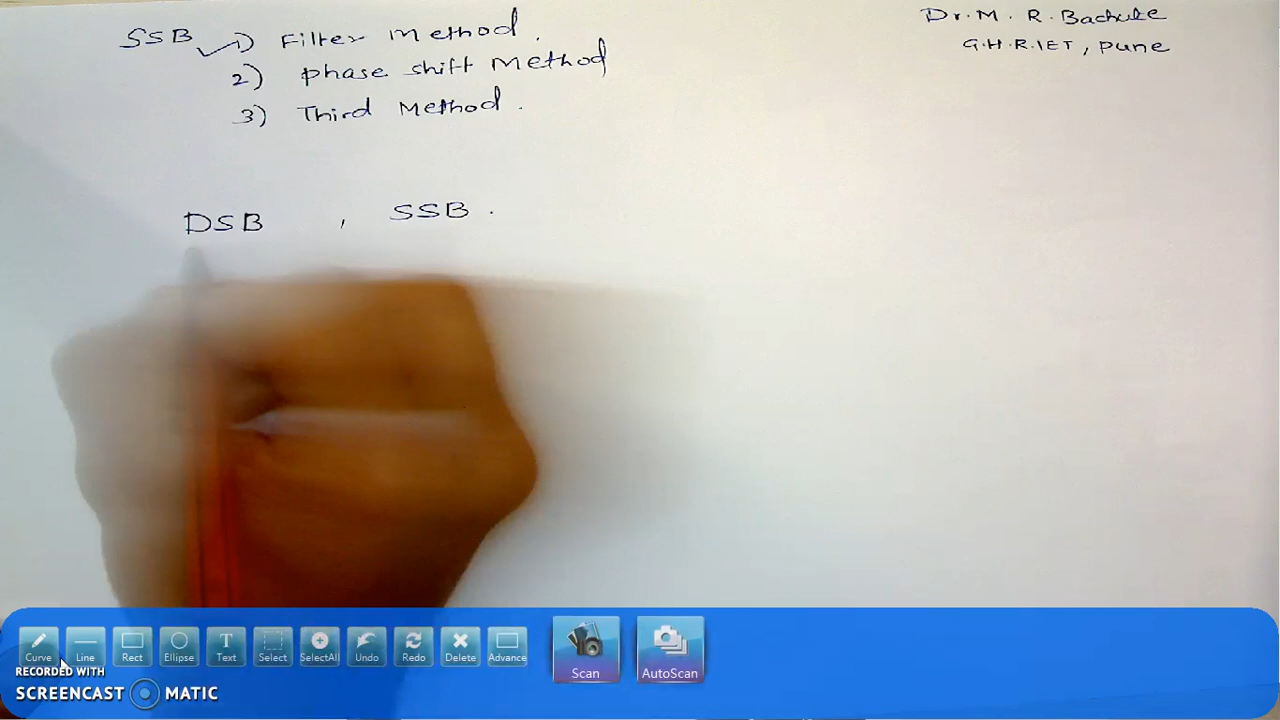 SSB 1) Filter Method.
2) phase shift Method
3) Third Method.
Dr. M. R. Bachute
G.H.R.IET, Pune
DSB , SSB.
Curve Line Rect Ellipse Text Select SelectAll Undo Redo Delete Advance Scan AutoScan
RECORDED WITH
SCREENCAST MATIC